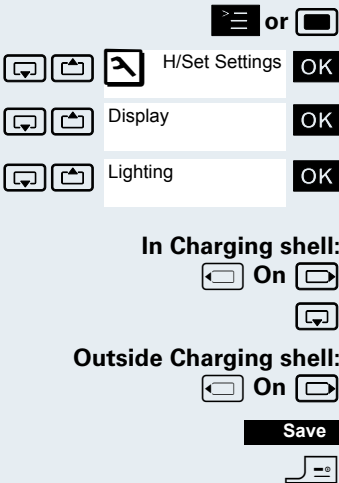 or
H/Set Settings OK
Display OK
Lighting OK
In Charging shell:
On
Outside Charging shell:
On
Save